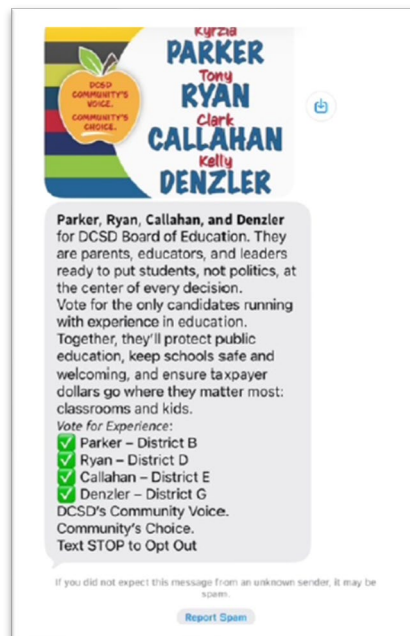 Kyrzia
PARKER
Tony
RYAN
Clark
CALLAHAN
Kelly
DENZLER
DCSD
COMMUNITY'S
VOICE.
COMMUNITY'S
CHOICE.
Parker, Ryan, Callahan, and Denzler
for DCSD Board of Education. They
are parents, educators, and leaders
ready to put students, not politics, at
the center of every decision.
Vote for the only candidates running
with experience in education.
Together, they'll protect public
education, keep schools safe and
welcoming, and ensure taxpayer
dollars go where they matter most:
classrooms and kids.
Vote for Experience:
✅ Parker – District B
✅ Ryan – District D
✅ Callahan – District E
✅ Denzler – District G
DCSD's Community Voice.
Community's Choice.
Text STOP to Opt Out
If you did not expect this message from an unknown sender, it may be
spam.
Report Spam